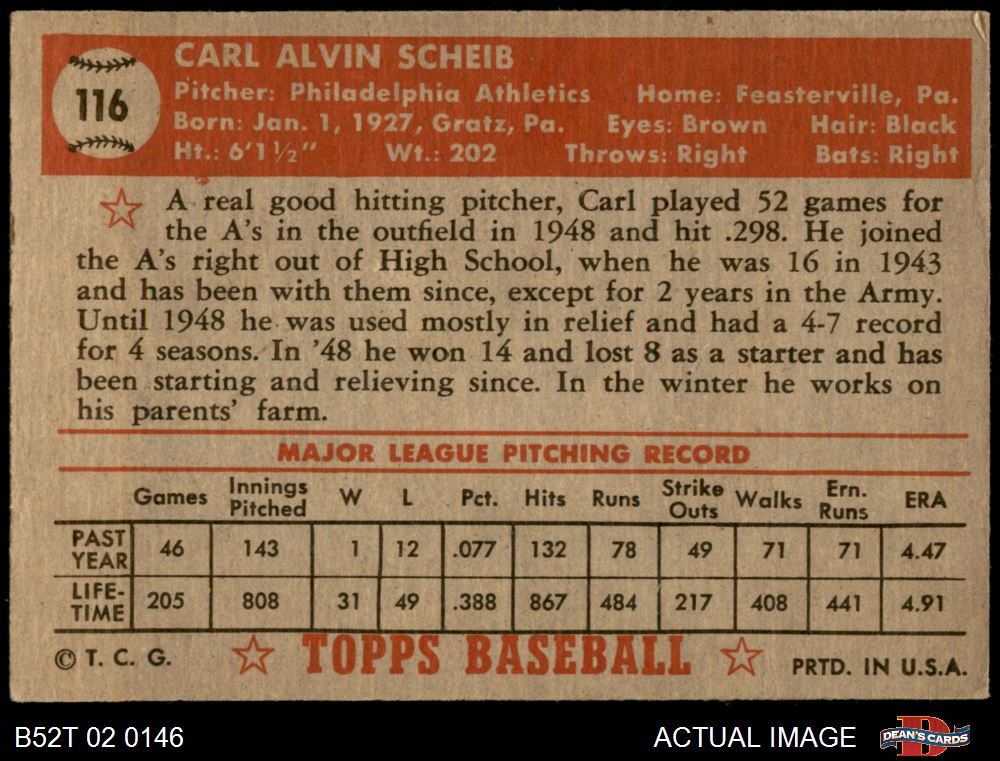 116
CARL ALVIN SCHEIB
Pitcher: Philadelphia Athletics Home: Feasterville, Pa.
Born: Jan. 1, 1927, Gratz, Pa. Eyes: Brown Hair: Black
Ht.: 6'1½" Wt.: 202 Throws: Right Bats: Right
A real good hitting pitcher, Carl played 52 games for
the A's in the outfield in 1948 and hit .298. He joined
the A's right out of High School, when he was 16 in 1943
and has been with them since, except for 2 years in the Army.
Until 1948 he was used mostly in relief and had a 4-7 record
for 4 seasons. In '48 he won 14 and lost 8 as a starter and has
been starting and relieving since. In the winter he works on
his parents' farm.
MAJOR LEAGUE PITCHING RECORD
Games Innings Pitched W L Pct. Hits Runs Strike Outs Walks Ern. Runs ERA
PAST YEAR 46 143 1 12 .077 132 78 49 71 71 4.47
LIFE-TIME 205 808 31 49 .388 867 484 217 408 441 4.91
© T. C. G. TOPPS BASEBALL PRTD. IN U.S.A.
B52T 02 0146 ACTUAL IMAGE D DEAN'S CARDS